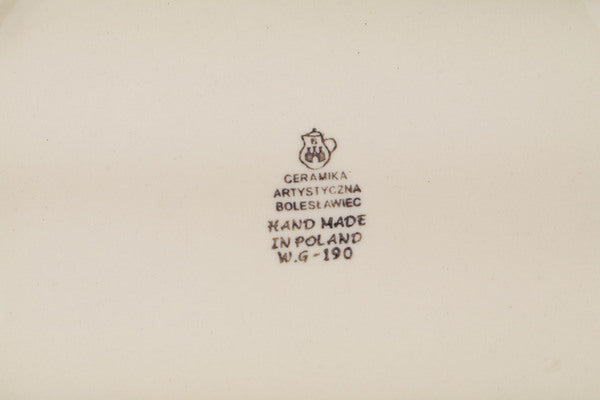 B
CERAMIKA
ARTYSTYCZNA
BOLESŁAWIEC
HAND MADE
IN POLAND
W.G-190